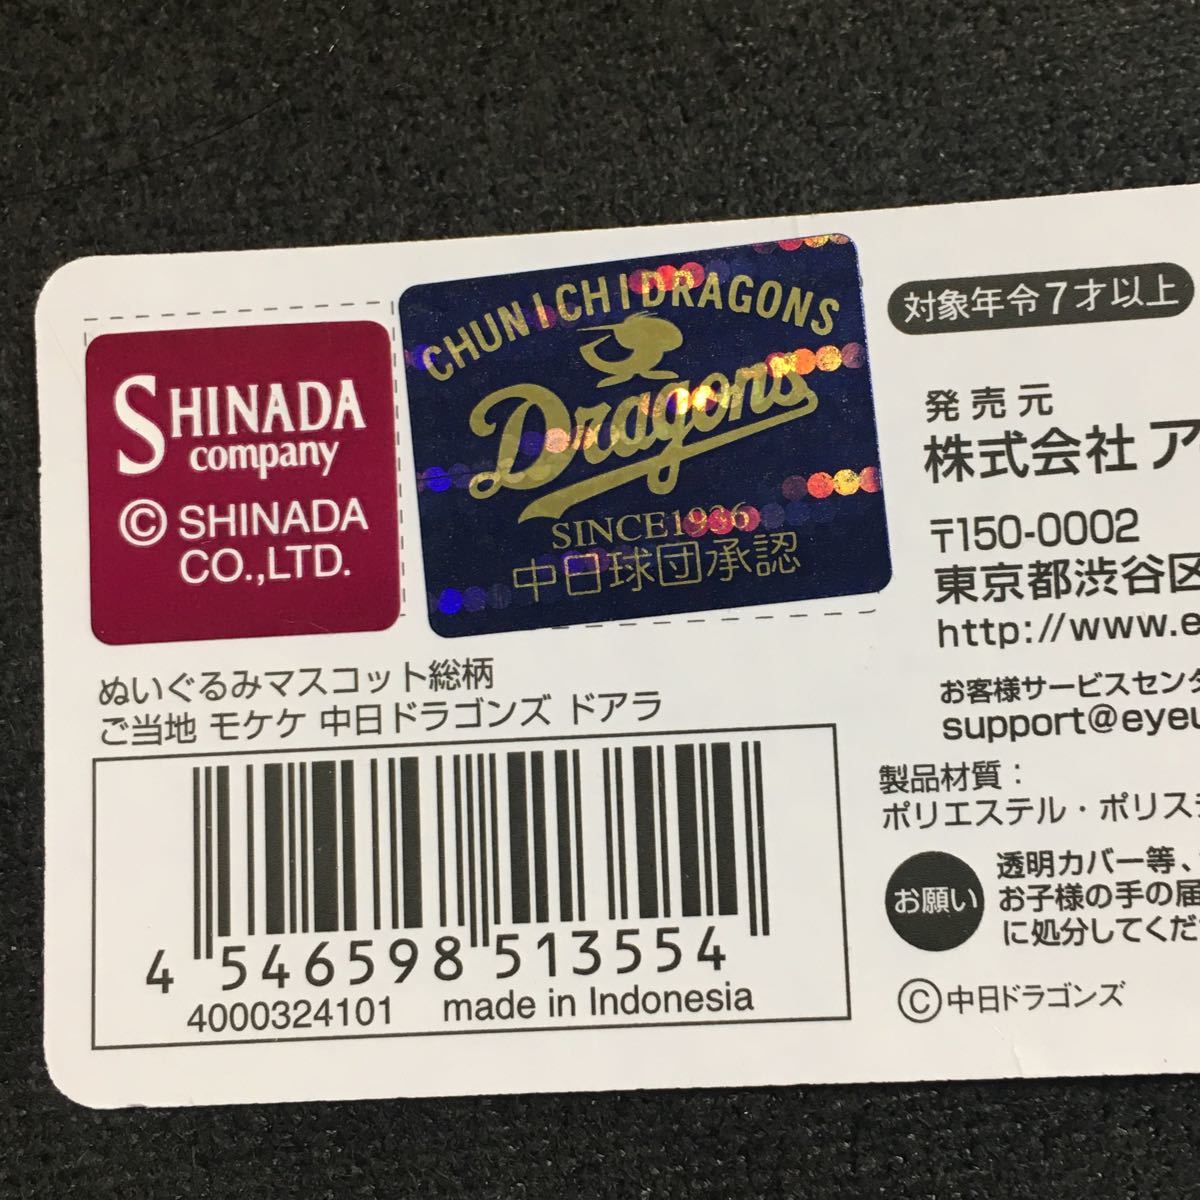 SHINADA
company
© SHINADA
CO.,LTD.
CHUNICHI DRAGONS
Dragons
SINCE 1936
中日球団承認
ぬいぐるみマスコット総柄
ご当地 モケケ 中日ドラゴンズ ドアラ
4 546598 513554
4000324101 made in Indonesia
対象年令7才以上
発売元
株式会社 ア
〒150-0002
東京都渋谷区
http://www.e
お客様サービスセンタ
support@eyeu
製品材質：
ポリエステル・ポリス
お願い
透明カバー等、
お子様の手の届
に処分してくだ
©中日ドラゴンズ